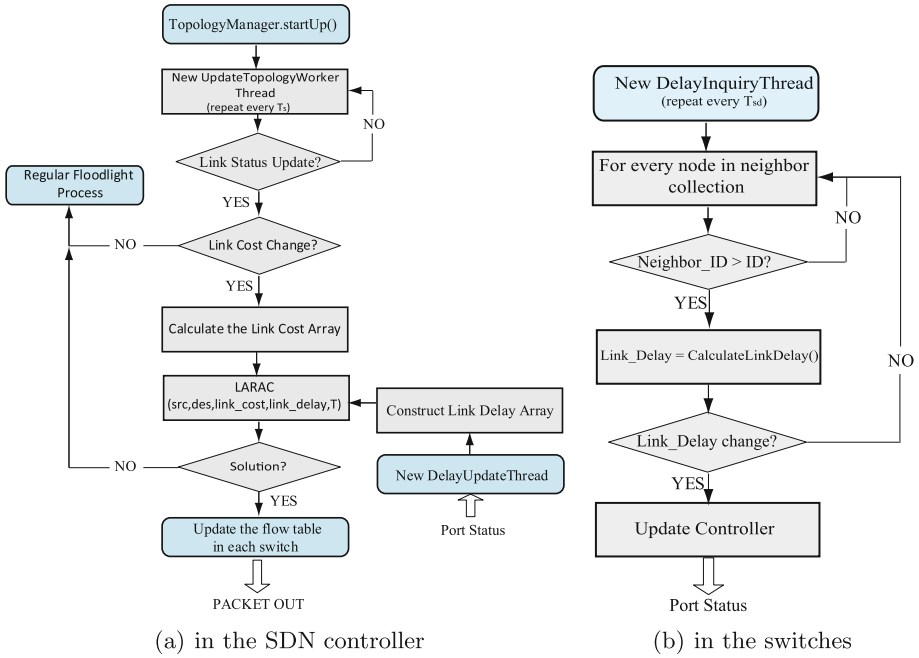 TopologyManager.startUp()
New UpdateTopologyWorker
Thread
(repeat every Ts)
NO
Link Status Update?
Regular Floodlight
Process
YES
NO
Link Cost Change?
YES
Calculate the Link Cost Array
LARAC
(src,des,link_cost,link_delay,T)
Construct Link Delay Array
NO
Solution?
New DelayUpdateThread
YES
Port Status
Update the flow table
in each switch
PACKET OUT
(a) in the SDN controller
New DelayInquiryThread
(repeat every Tsd)
For every node in neighbor
collection
NO
Neighbor_ID > ID?
YES
Link_Delay = CalculateLinkDelay()
NO
Link_Delay change?
YES
Update Controller
Port Status
(b) in the switches